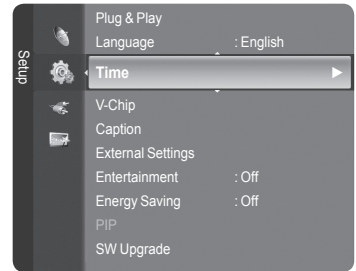 Setup
Plug & Play
Language : English
Time
V-Chip
Caption
External Settings
Entertainment : Off
Energy Saving : Off
PIP
SW Upgrade